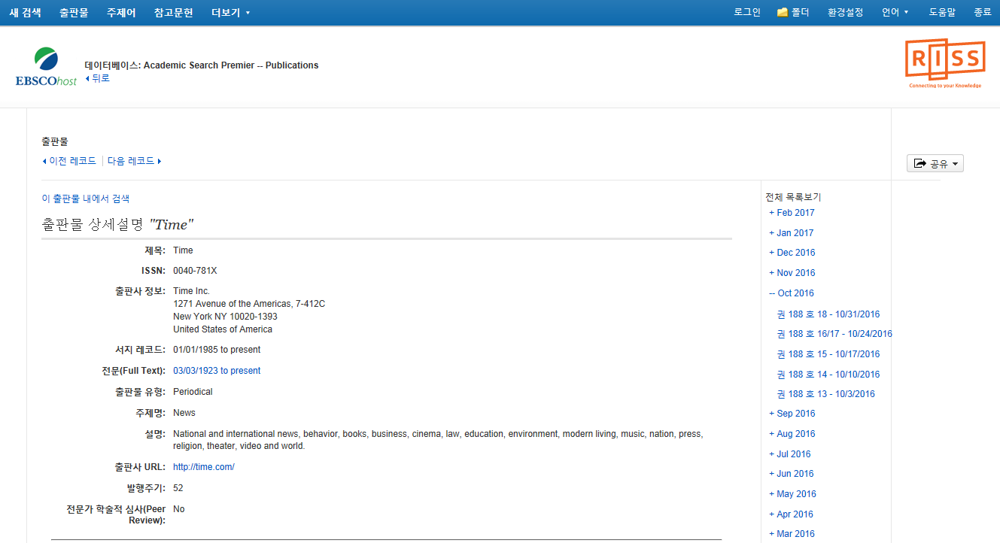 새 검색 출판물 주제어 참고문헌 더보기 로그인 폴더 환경설정 언어 도움말 종료
EBSCOhost
데이터베이스: Academic Search Premier -- Publications
뒤로
RISS
Connecting to your Knowledge
출판물
이전 레코드 다음 레코드
공유
이 출판물 내에서 검색
출판물 상세설명 "Time"
제목: Time
ISSN: 0040-781X
출판사 정보: Time Inc.
1271 Avenue of the Americas, 7-412C
New York NY 10020-1393
United States of America
서지 레코드: 01/01/1985 to present
전문(Full Text): 03/03/1923 to present
출판물 유형: Periodical
주제명: News
설명: National and international news, behavior, books, business, cinema, law, education, environment, modern living, music, nation, press,
religion, theater, video and world.
출판사 URL: http://time.com/
발행주기: 52
전문가 학술적 심사(Peer No
Review):
전체 목록보기
+ Feb 2017
+ Jan 2017
+ Dec 2016
+ Nov 2016
-- Oct 2016
권 188 호 18 - 10/31/2016
권 188 호 16/17 - 10/24/2016
권 188 호 15 - 10/17/2016
권 188 호 14 - 10/10/2016
권 188 호 13 - 10/3/2016
+ Sep 2016
+ Aug 2016
+ Jul 2016
+ Jun 2016
+ May 2016
+ Apr 2016
+ Mar 2016